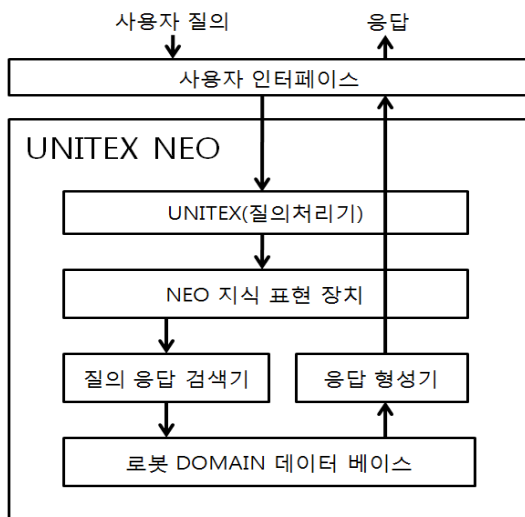 사용자 질의
응답
사용자 인터페이스
UNITEX NEO
UNITEX(질의처리기)
NEO 지식 표현 장치
질의 응답 검색기
응답 형성기
로봇 DOMAIN 데이터 베이스